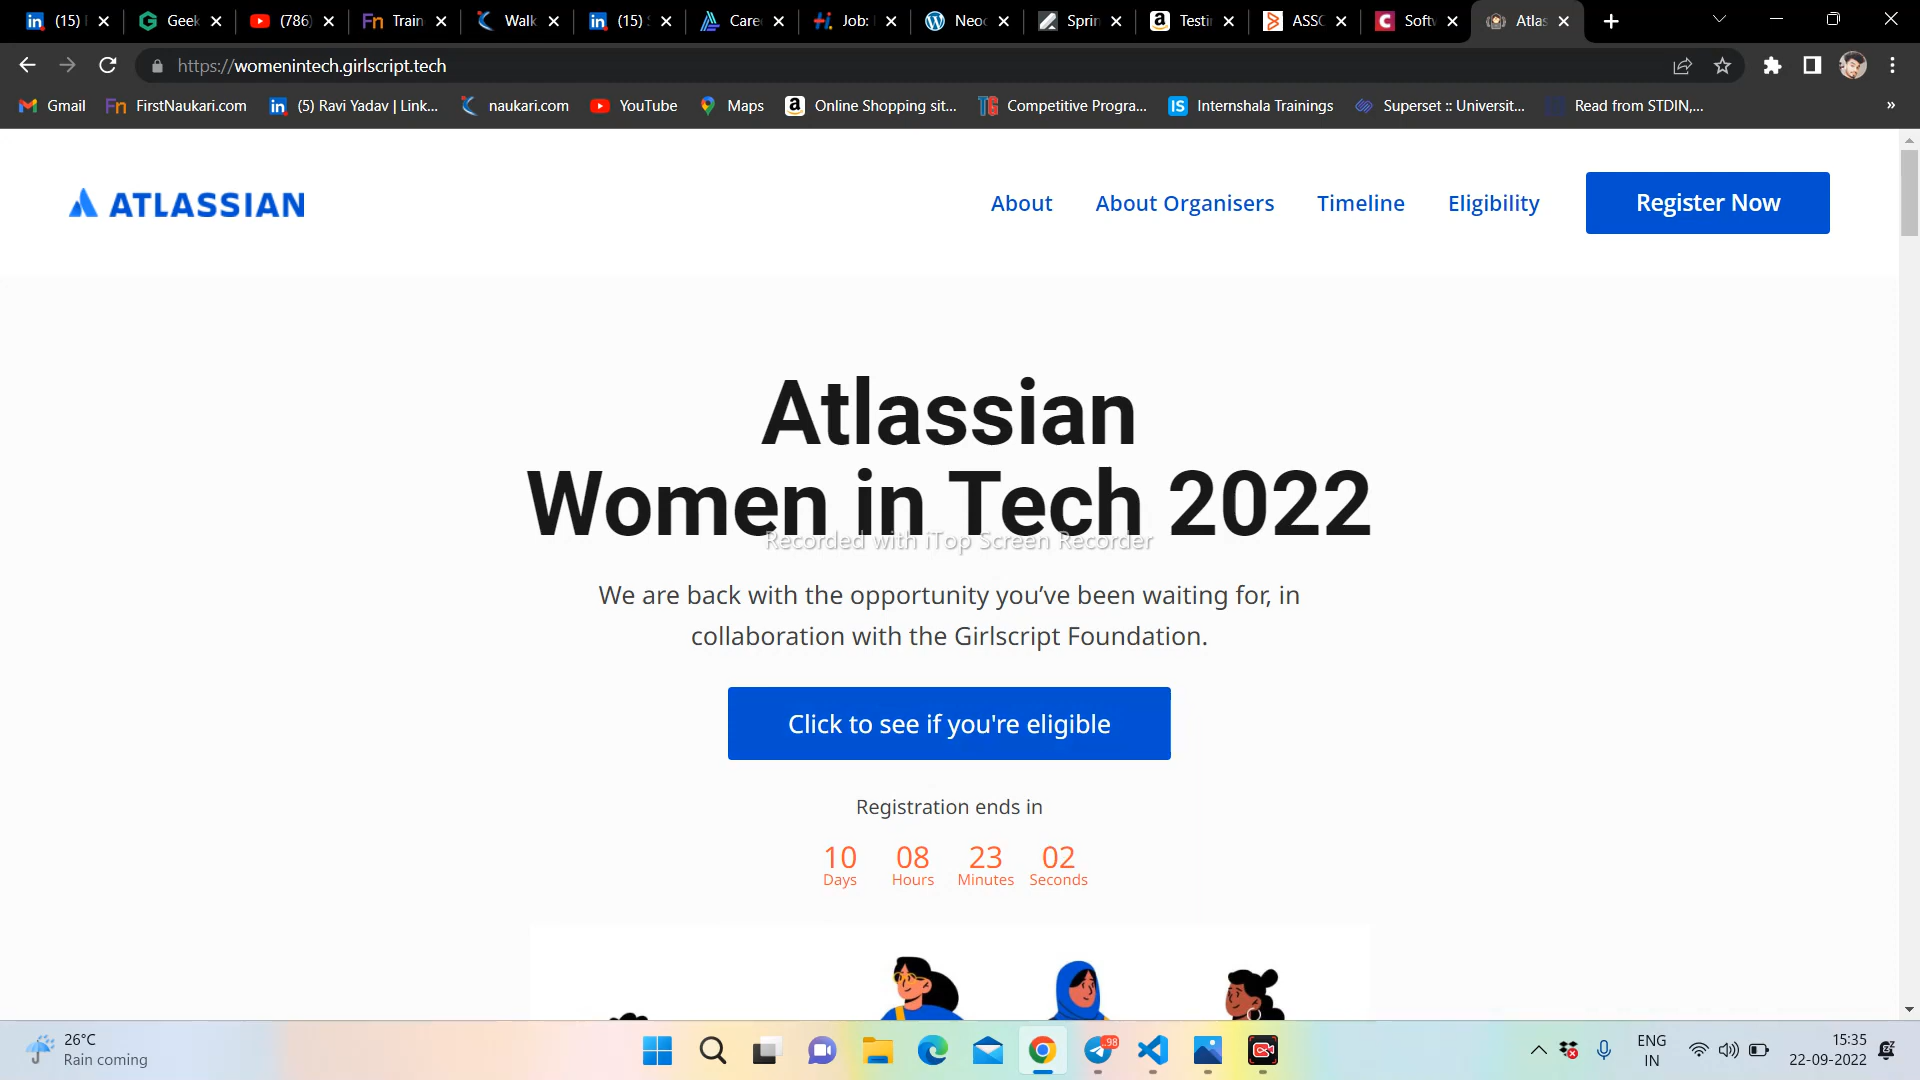 (15)
Geek
(786)
Train
Walk
(15)
Care
Job:
Neo
Sprin
Testi
ASSO
Softw
Atlas
https://womenintech.girlscript.tech
Gmail
FirstNaukari.com
(5) Ravi Yadav | Link...
naukari.com
YouTube
Maps
Online Shopping sit...
Competitive Progra...
Internshala Trainings
Superset :: Universit...
Read from STDIN,...
ATLASSIAN
About
About Organisers
Timeline
Eligibility
Register Now
Atlassian
Women in Tech 2022
Recorded with iTop Screen Recorder
We are back with the opportunity you’ve been waiting for, in
collaboration with the Girlscript Foundation.
Click to see if you're eligible
Registration ends in
10 08 23 02
Days Hours Minutes Seconds
26°C
Rain coming
98
ENG
IN
15:35
22-09-2022